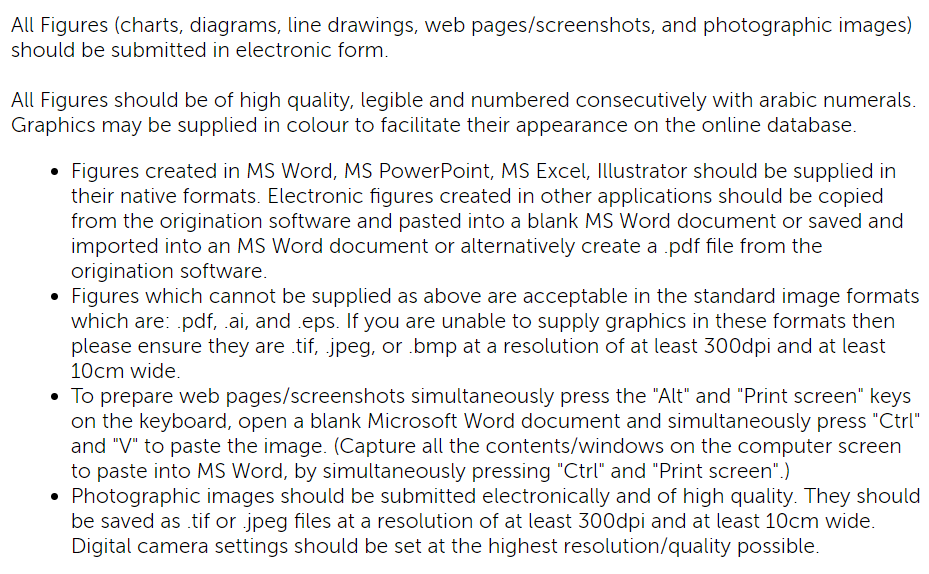 All Figures (charts, diagrams, line drawings, web pages/screenshots, and photographic images)
should be submitted in electronic form.
All Figures should be of high quality, legible and numbered consecutively with arabic numerals.
Graphics may be supplied in colour to facilitate their appearance on the online database.
• Figures created in MS Word, MS PowerPoint, MS Excel, Illustrator should be supplied in
their native formats. Electronic figures created in other applications should be copied
from the origination software and pasted into a blank MS Word document or saved and
imported into an MS Word document or alternatively create a .pdf file from the
origination software.
• Figures which cannot be supplied as above are acceptable in the standard image formats
which are: .pdf, .ai, and .eps. If you are unable to supply graphics in these formats then
please ensure they are .tif, .jpeg, or .bmp at a resolution of at least 300dpi and at least
10cm wide.
• To prepare web pages/screenshots simultaneously press the "Alt" and "Print screen" keys
on the keyboard, open a blank Microsoft Word document and simultaneously press "Ctrl"
and "V" to paste the image. (Capture all the contents/windows on the computer screen
to paste into MS Word, by simultaneously pressing "Ctrl" and "Print screen".)
• Photographic images should be submitted electronically and of high quality. They should
be saved as .tif or .jpeg files at a resolution of at least 300dpi and at least 10cm wide.
Digital camera settings should be set at the highest resolution/quality possible.